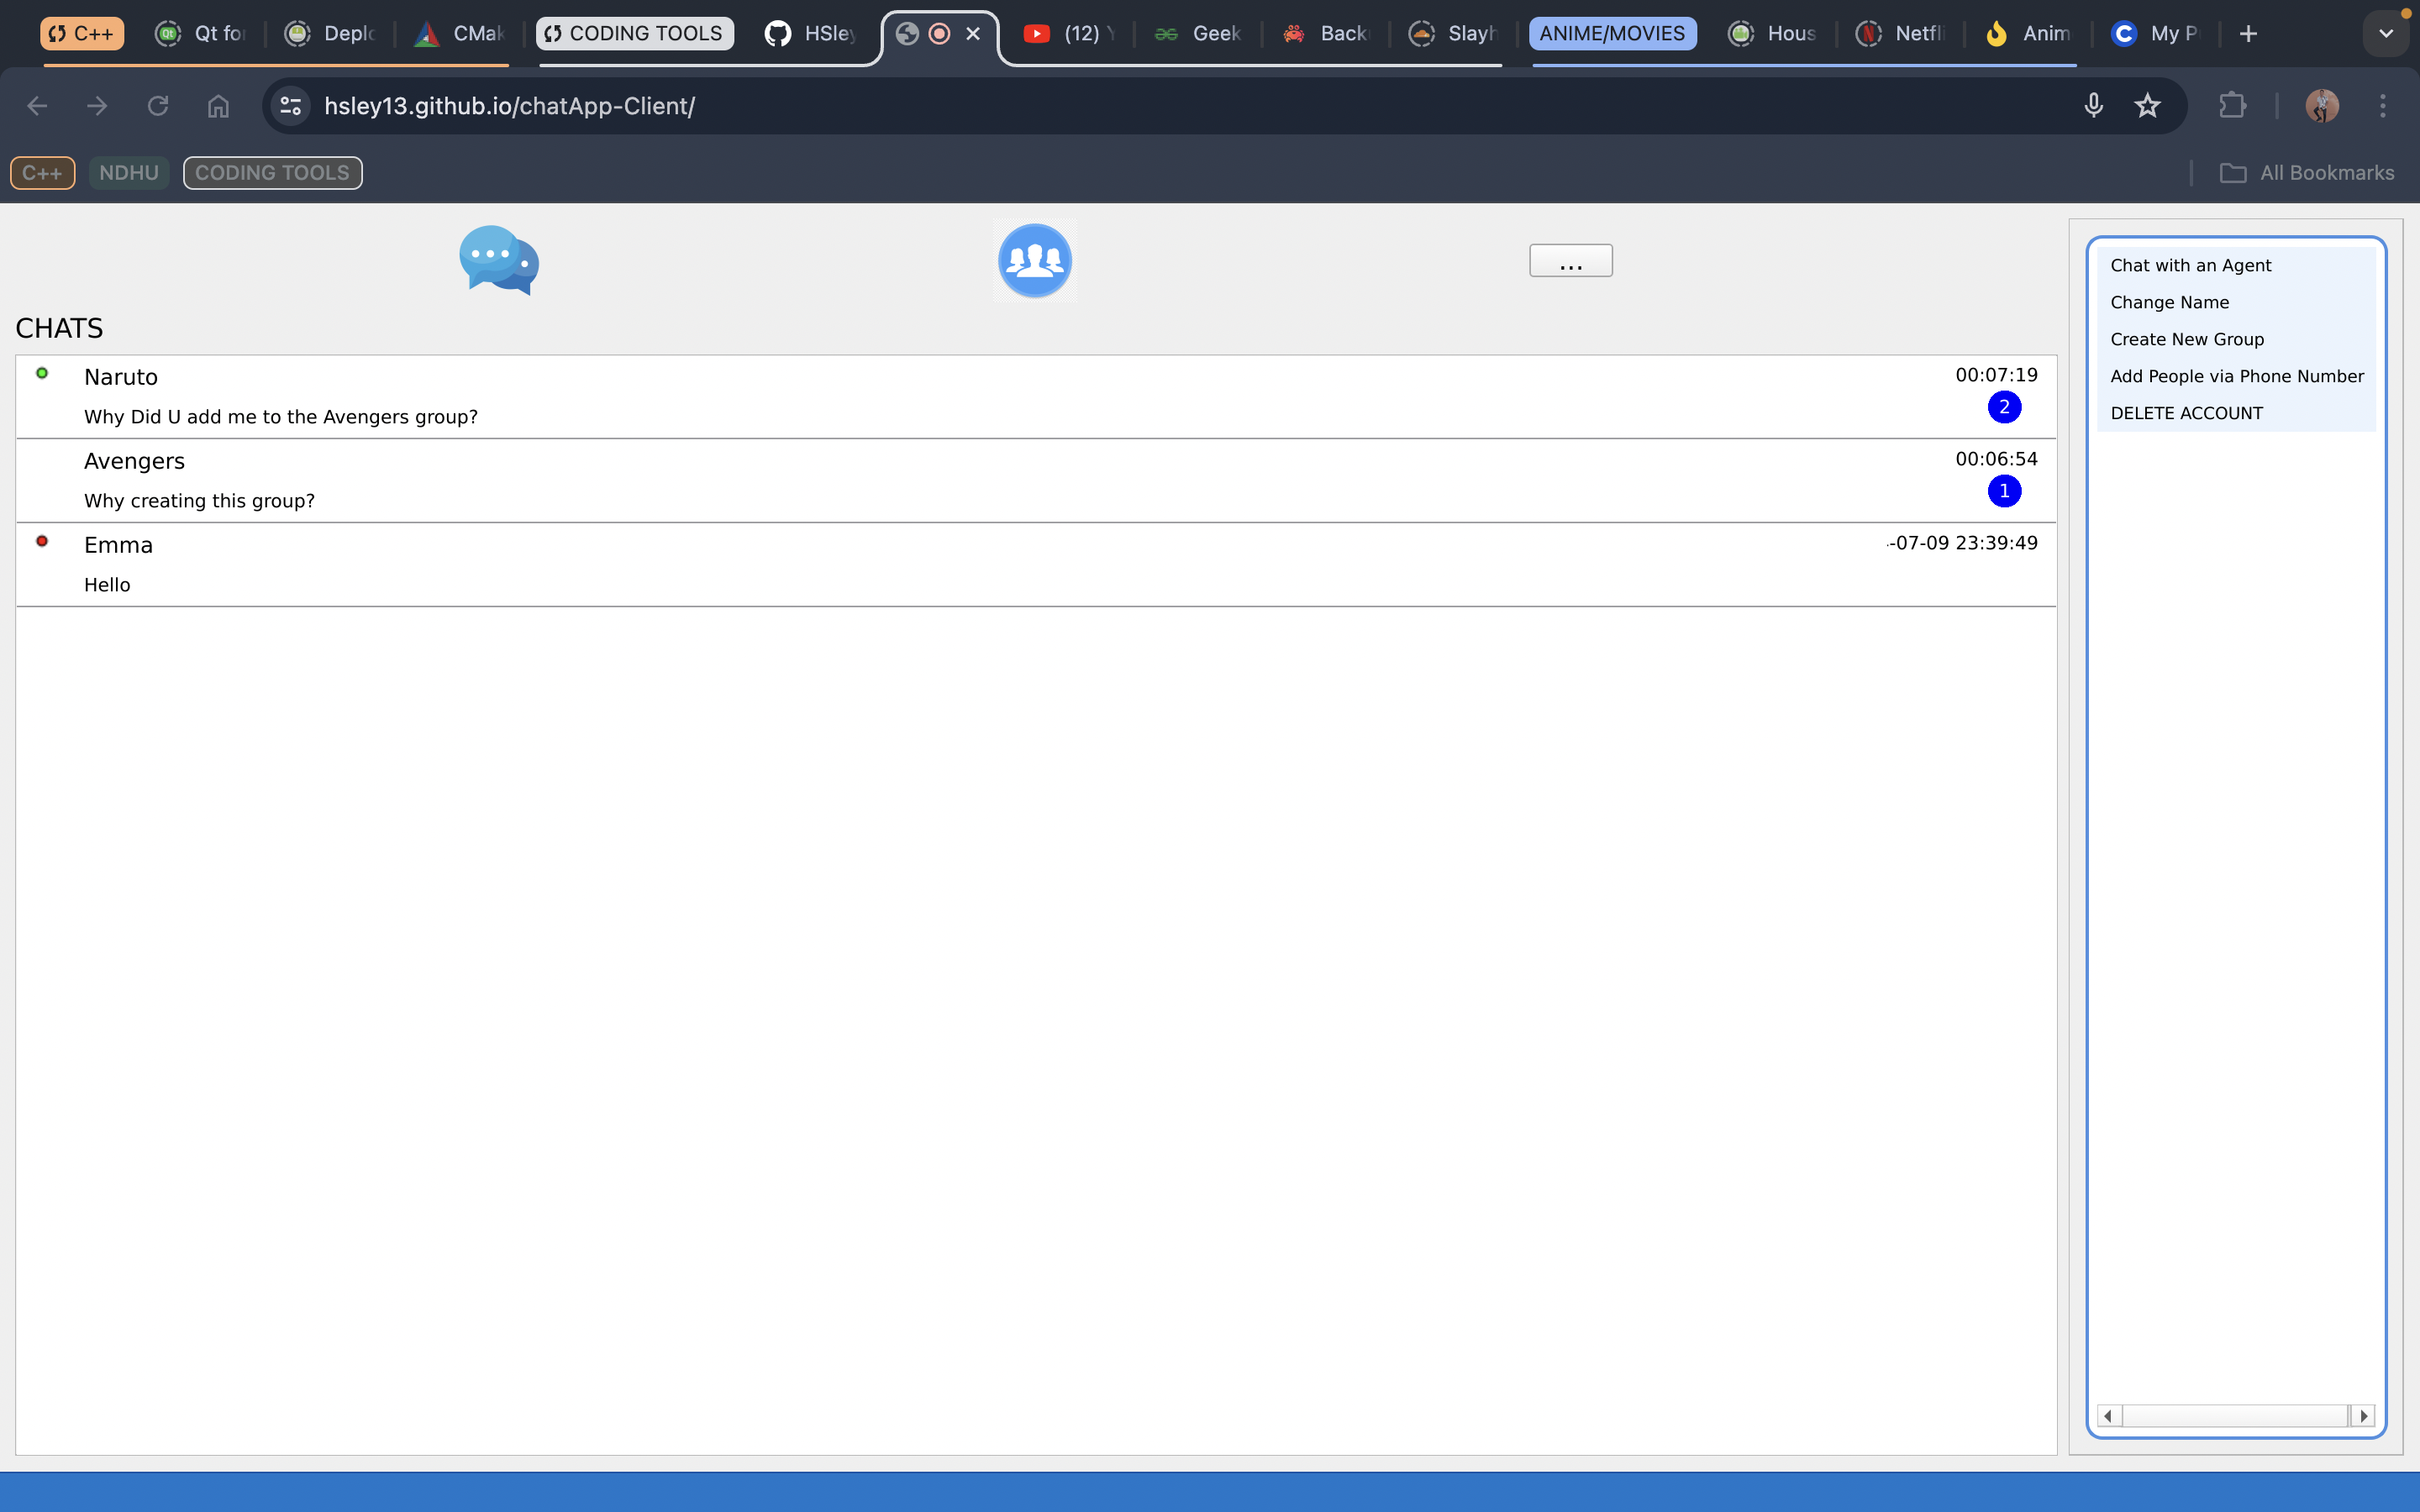 C++
Qt fo
Deplo
CMak
CODING TOOLS
HSley
(12) Y
Geek
Back
Slayh
ANIME/MOVIES
Hous
Netfli
Anim
My P
hsley13.github.io/chatApp-Client/
C++
NDHU
CODING TOOLS
All Bookmarks
...
CHATS
Naruto
00:07:19
Why Did U add me to the Avengers group?
2
Avengers
00:06:54
Why creating this group?
1
Emma
-07-09 23:39:49
Hello
Chat with an Agent
Change Name
Create New Group
Add People via Phone Number
DELETE ACCOUNT